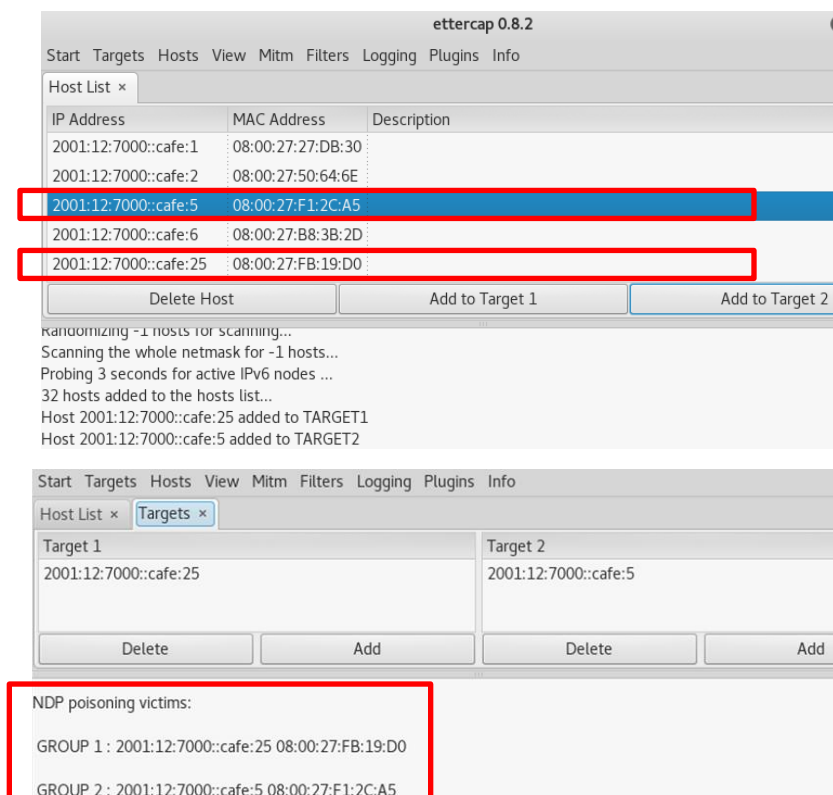 ettercap 0.8.2
Start Targets Hosts View Mitm Filters Logging Plugins Info
Host List ×
IP Address MAC Address Description
2001:12:7000::cafe:1 08:00:27:27:DB:30
2001:12:7000::cafe:2 08:00:27:50:64:6E
2001:12:7000::cafe:5 08:00:27:F1:2C:A5
2001:12:7000::cafe:6 08:00:27:B8:3B:2D
2001:12:7000::cafe:25 08:00:27:FB:19:D0
Delete Host Add to Target 1 Add to Target 2
Randomizing -1 hosts for scanning...
Scanning the whole netmask for -1 hosts...
Probing 3 seconds for active IPv6 nodes ...
32 hosts added to the hosts list...
Host 2001:12:7000::cafe:25 added to TARGET1
Host 2001:12:7000::cafe:5 added to TARGET2
Start Targets Hosts View Mitm Filters Logging Plugins Info
Host List × Targets ×
Target 1 Target 2
2001:12:7000::cafe:25 2001:12:7000::cafe:5
Delete Add Delete Add
NDP poisoning victims:
GROUP 1 : 2001:12:7000::cafe:25 08:00:27:FB:19:D0
GROUP 2 : 2001:12:7000::cafe:5 08:00:27:F1:2C:A5